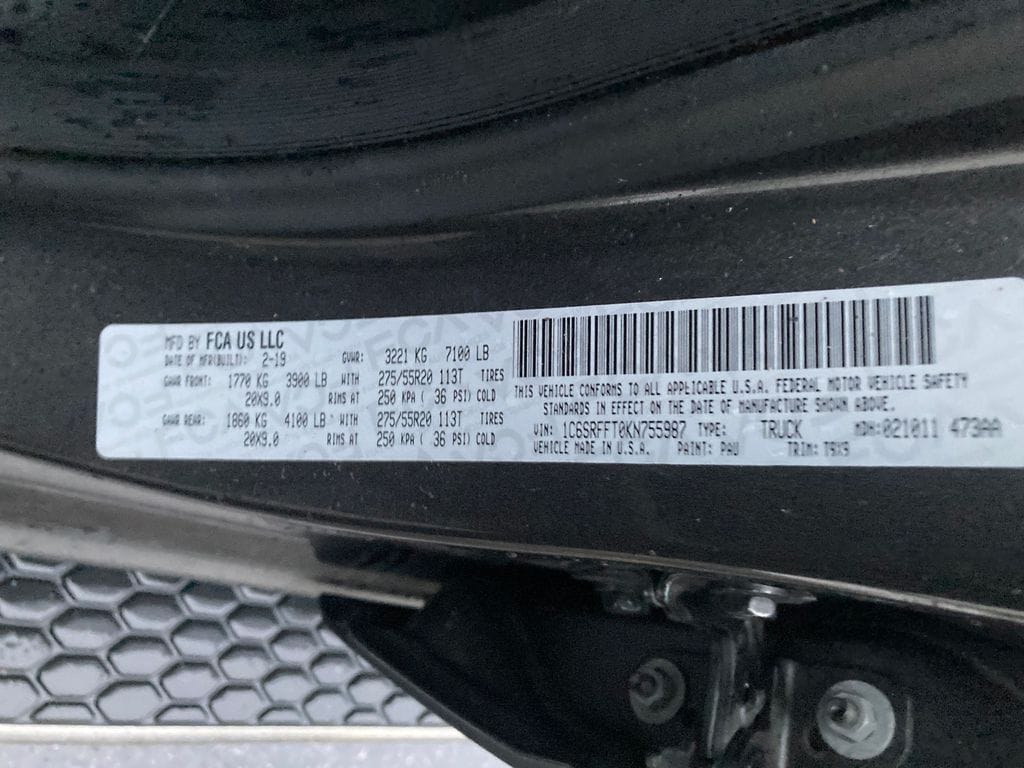 MFD BY FCA US LLC
DATE OF MFR(BUILT): 2-19 GVWR: 3221 KG 7100 LB
GAWR FRONT: 1770 KG 3900 LB WITH 275/55R20 113T TIRES
20X9.0 RIMS AT 250 KPA ( 36 PSI) COLD
GAWR REAR: 1860 KG 4100 LB WITH 275/55R20 113T TIRES
20X9.0 RIMS AT 250 KPA ( 36 PSI) COLD
THIS VEHICLE CONFORMS TO ALL APPLICABLE U.S.A. FEDERAL MOTOR VEHICLE SAFETY
STANDARDS IN EFFECT ON THE DATE OF MANUFACTURE SHOWN ABOVE.
VIN: 1C6SRFFT0KN755987 TYPE: TRUCK MDH:021011 473AA
VEHICLE MADE IN U.S.A. PAINT: PAU TRIM: T9X9